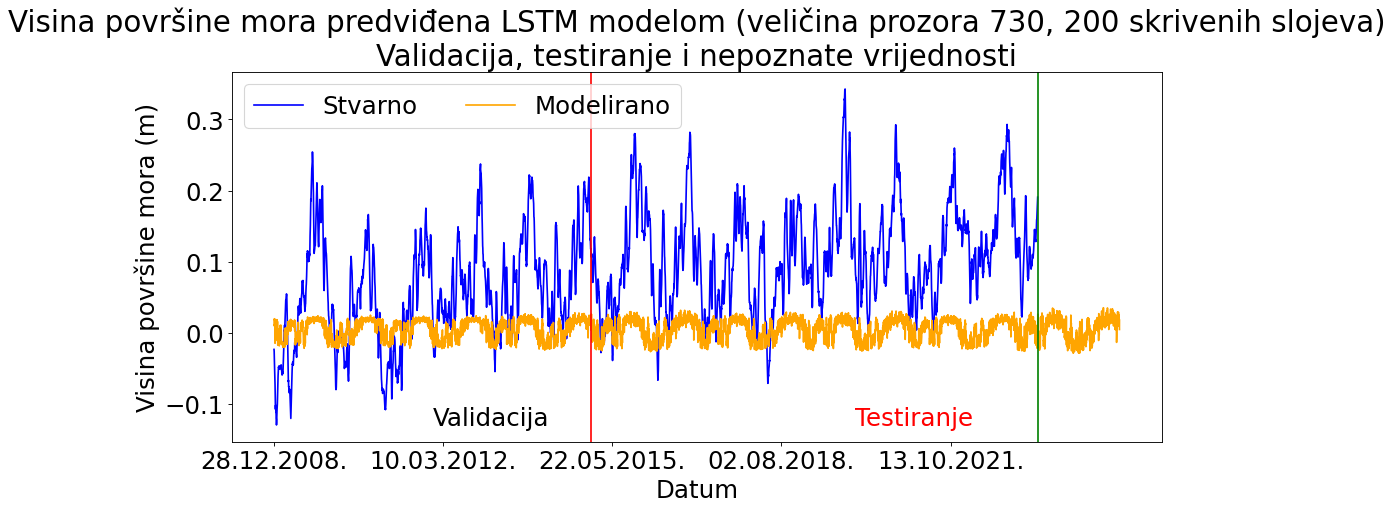 Visina površine mora predviđena LSTM modelom (veličina prozora 730, 200 skrivenih slojeva)
Validacija, testiranje i nepoznate vrijednosti
Stvarno
Modelirano
Visina površine mora (m)
0.3
0.2
0.1
0.0
−0.1
Validacija
Testiranje
28.12.2008.
10.03.2012.
22.05.2015.
02.08.2018.
13.10.2021.
Datum